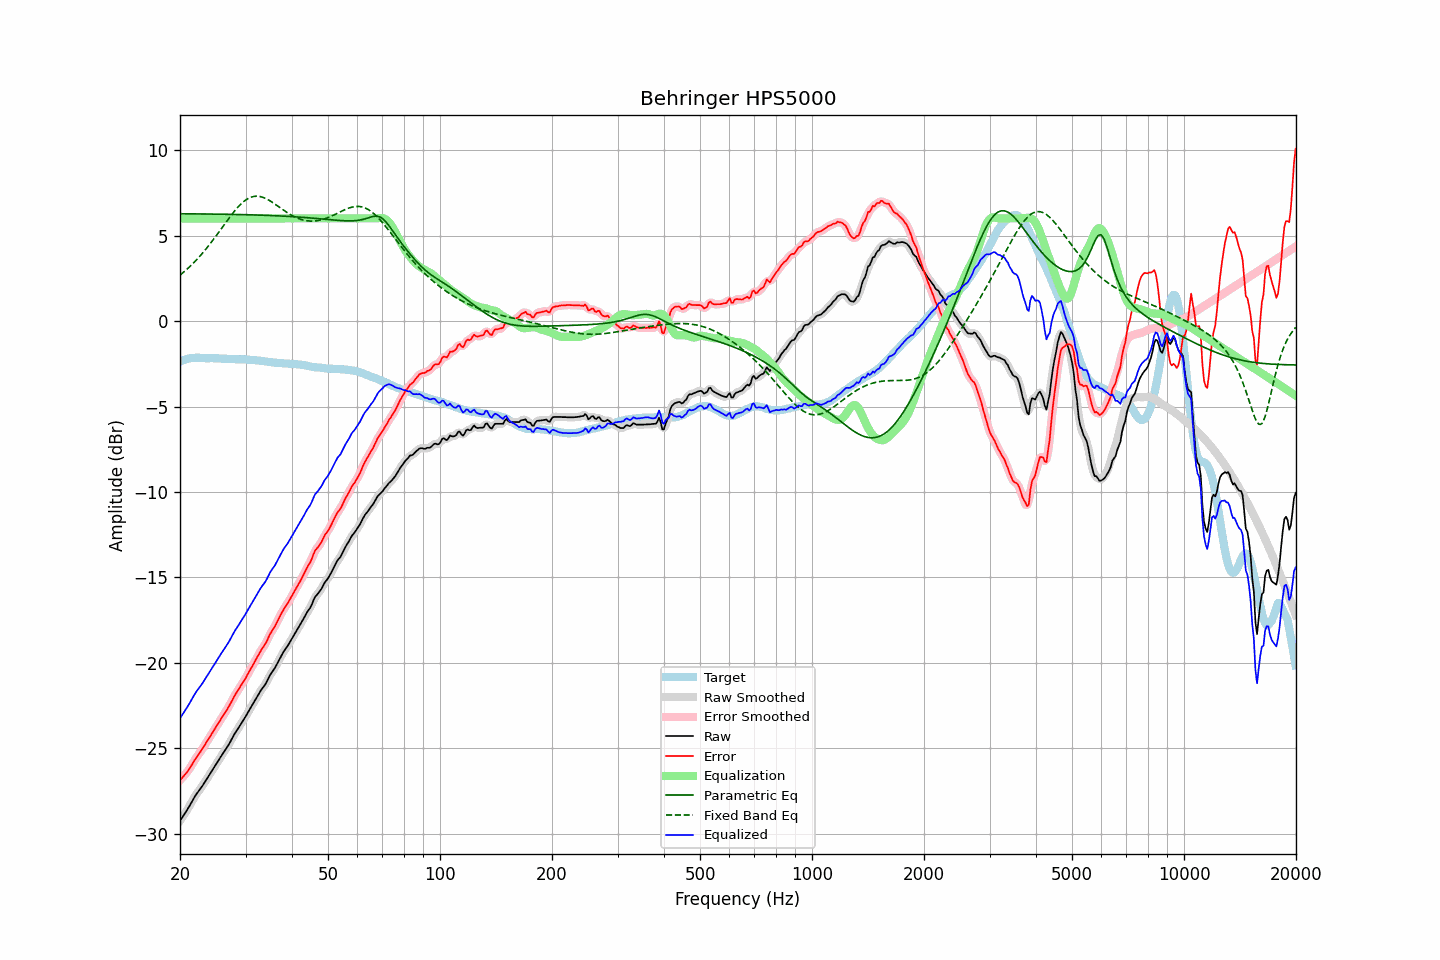 Behringer HPS5000
Amplitude (dBr)
10
5
0
−5
−10
−15
−20
−25
−30
Target
Raw Smoothed
Error Smoothed
Raw
Error
Equalization
Parametric Eq
Fixed Band Eq
Equalized
20 50 100 200 500 1000 2000 5000 10000 20000
Frequency (Hz)